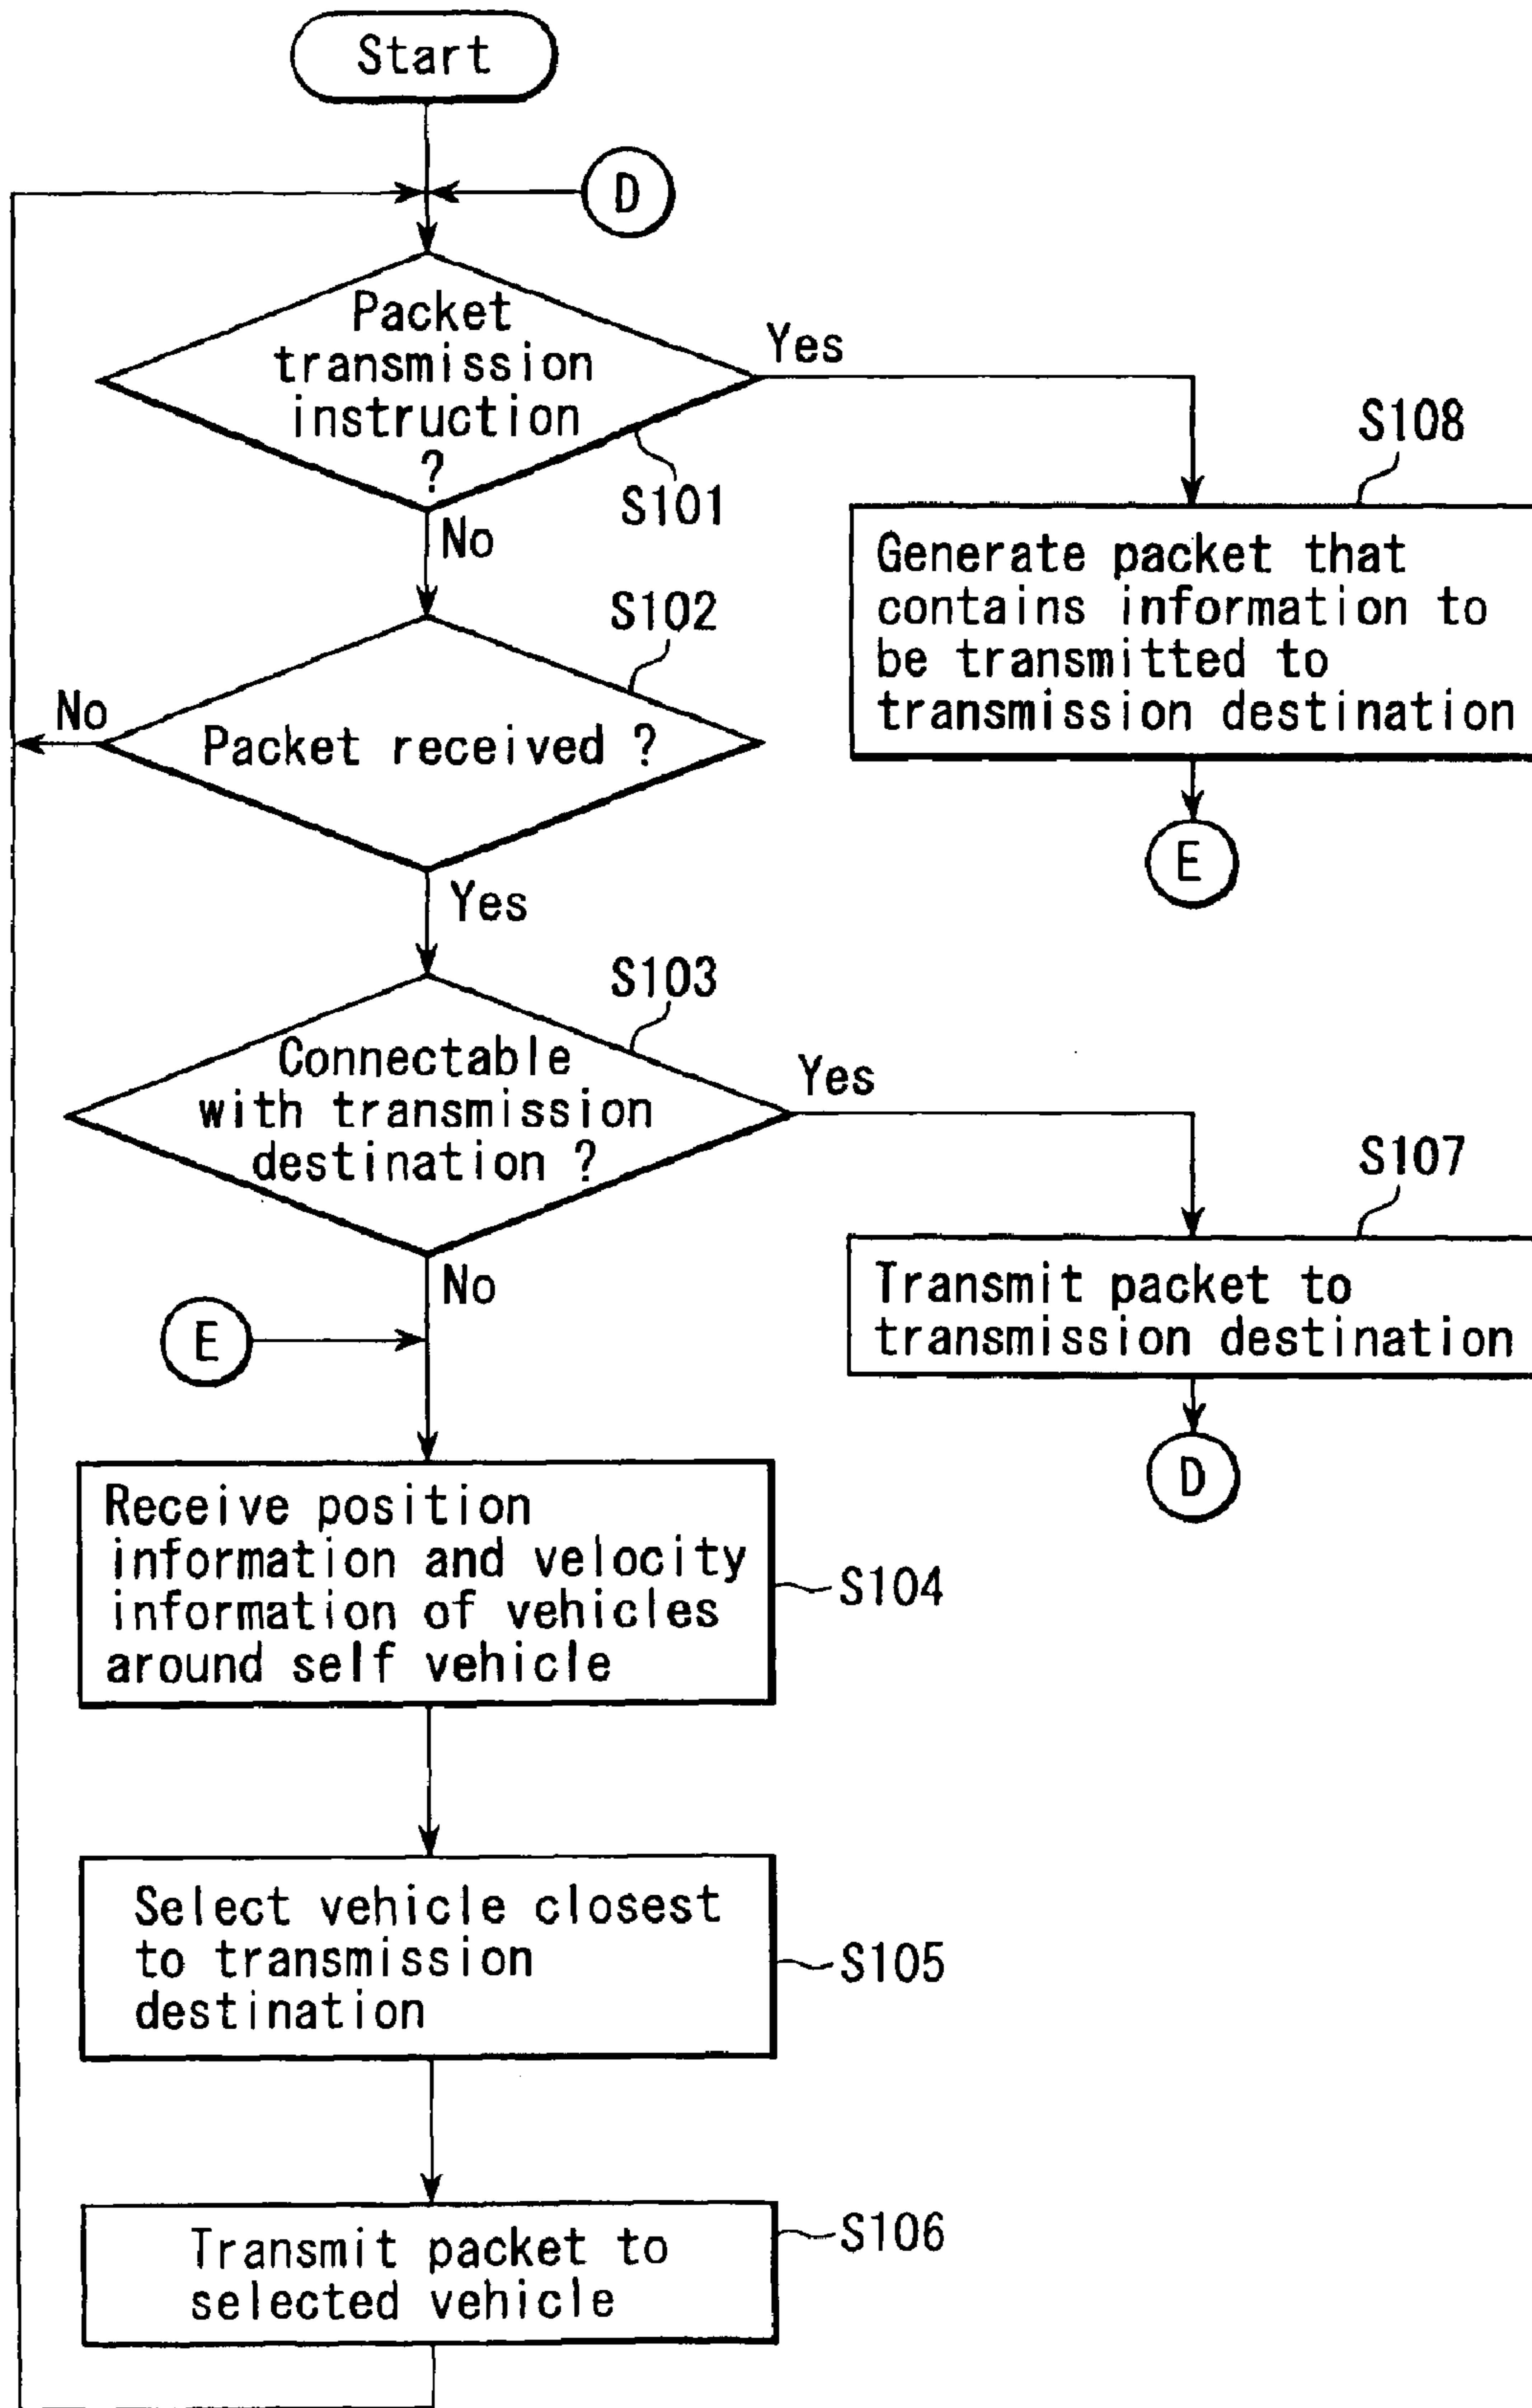 Start
D
Packet
transmission
instruction
?
Yes
S101
No
S108
Generate packet that
contains information to
be transmitted to
transmission destination
E
S102
Packet received ?
No
Yes
S103
Connectable
with transmission
destination ?
Yes
No
S107
Transmit packet to
transmission destination
D
E
Receive position
information and velocity
information of vehicles
around self vehicle
S104
Select vehicle closest
to transmission
destination
S105
Transmit packet to
selected vehicle
S106